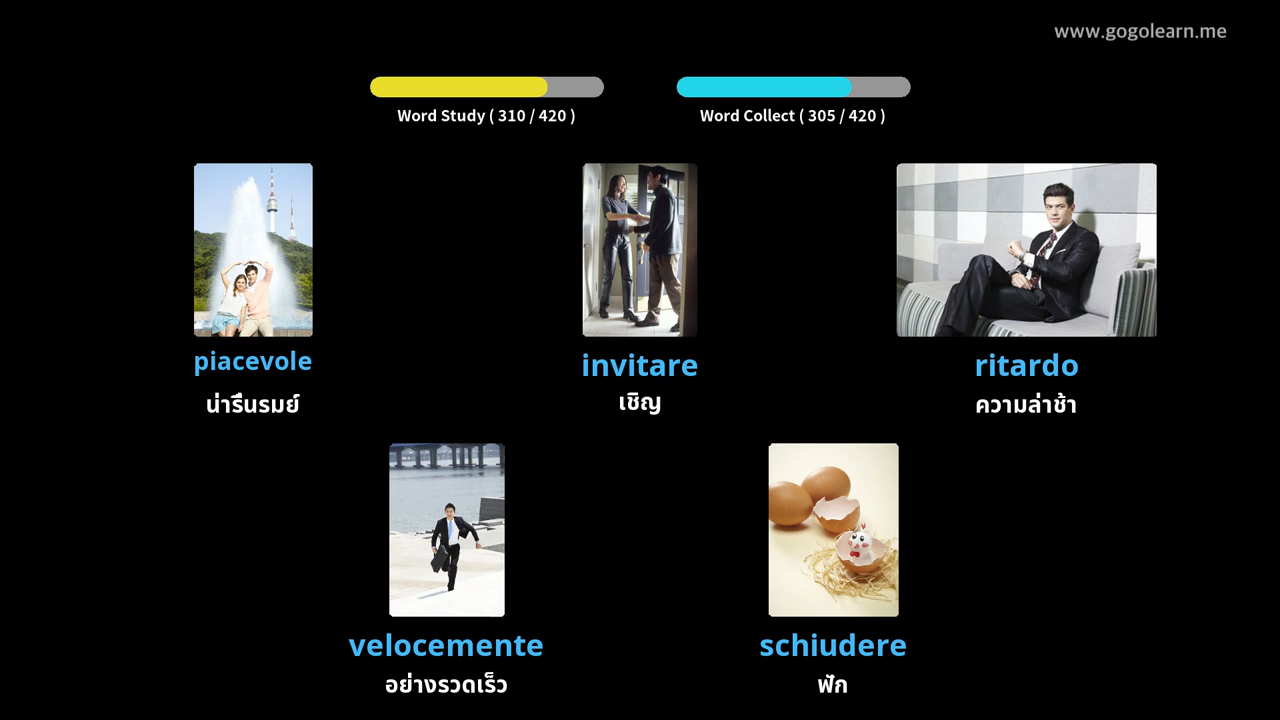 www.gogolearn.me
Word Study ( 310 / 420 )
Word Collect ( 305 / 420 )
piacevole
น่ารื่นรมย์
invitare
เชิญ
ritardo
ความล่าช้า
velocemente
อย่างรวดเร็ว
schiudere
ฟัก